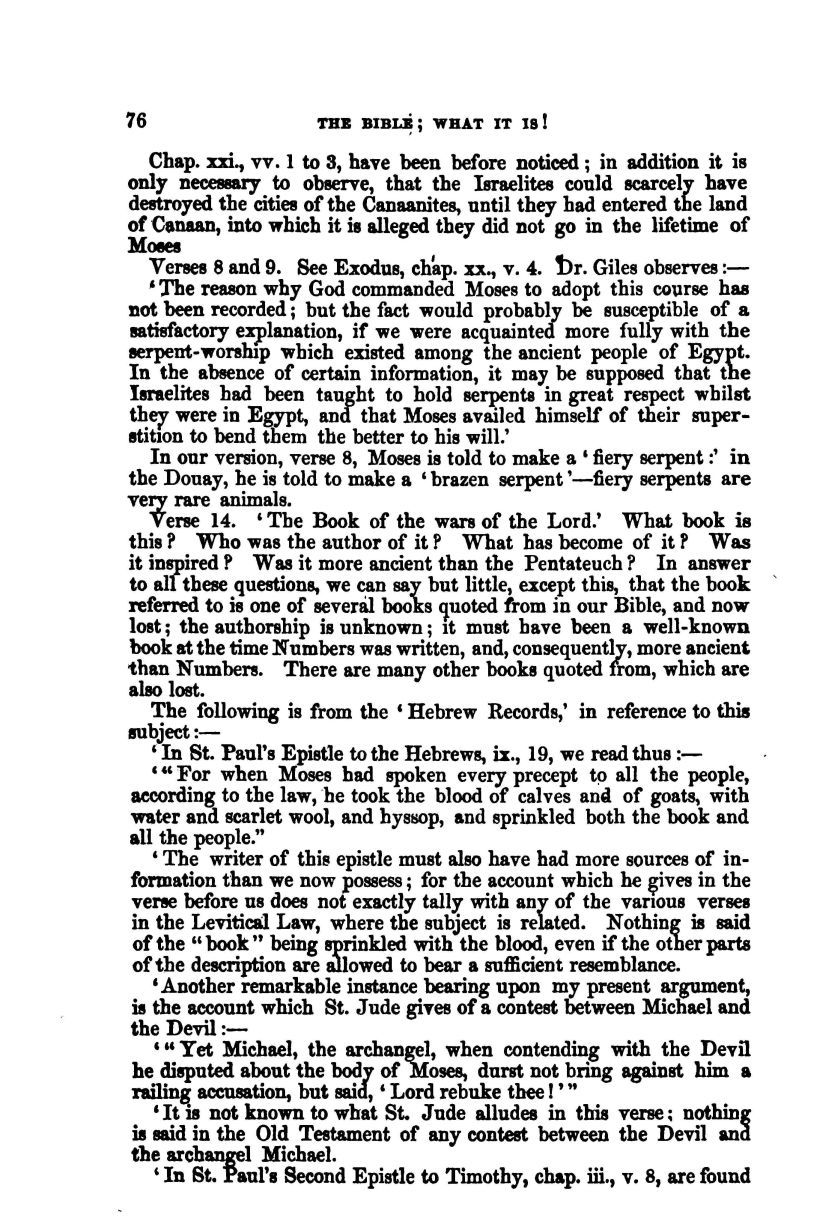 76 THE BIBLE; WHAT IT IS!
Chap. xxi., vv. 1 to 3, have been before noticed; in addition it is
only necessary to observe, that the Israelites could scarcely have
destroyed the cities of the Canaanites, until they had entered the land
of Canaan, into which it is alleged they did not go in the lifetime of
Moses
Verses 8 and 9. See Exodus, chap. xx., v. 4. Dr. Giles observes:—
‘The reason why God commanded Moses to adopt this course has
not been recorded; but the fact would probably be susceptible of a
satisfactory explanation, if we were acquainted more fully with the
serpent-worship which existed among the ancient people of Egypt.
In the absence of certain information, it may be supposed that the
Israelites had been taught to hold serpents in great respect whilst
they were in Egypt, and that Moses availed himself of their super-
stition to bend them the better to his will.’
In our version, verse 8, Moses is told to make a ‘fiery serpent:’ in
the Douay, he is told to make a ‘brazen serpent’—fiery serpents are
very rare animals.
Verse 14. ‘The Book of the wars of the Lord.’ What book is
this? Who was the author of it? What has become of it? Was
it inspired? Was it more ancient than the Pentateuch? In answer
to all these questions, we can say but little, except this, that the book
referred to is one of several books quoted from in our Bible, and now
lost; the authorship is unknown; it must have been a well-known
book at the time Numbers was written, and, consequently, more ancient
than Numbers. There are many other books quoted from, which are
also lost.
The following is from the ‘Hebrew Records,’ in reference to this
subject:—
‘In St. Paul's Epistle to the Hebrews, ix., 19, we read thus:—
‘“For when Moses had spoken every precept to all the people,
according to the law, he took the blood of calves and of goats, with
water and scarlet wool, and hyssop, and sprinkled both the book and
all the people.”
‘The writer of this epistle must also have had more sources of in-
formation than we now possess; for the account which he gives in the
verse before us does not exactly tally with any of the various verses
in the Levitical Law, where the subject is related. Nothing is said
of the “book” being sprinkled with the blood, even if the other parts
of the description are allowed to bear a sufficient resemblance.
‘Another remarkable instance bearing upon my present argument,
is the account which St. Jude gives of a contest between Michael and
the Devil:—
‘“Yet Michael, the archangel, when contending with the Devil
he disputed about the body of Moses, durst not bring against him a
railing accusation, but said, ‘Lord rebuke thee!’”
‘It is not known to what St. Jude alludes in this verse; nothing
is said in the Old Testament of any contest between the Devil and
the archangel Michael.
‘In St. Paul's Second Epistle to Timothy, chap. iii., v. 8, are found